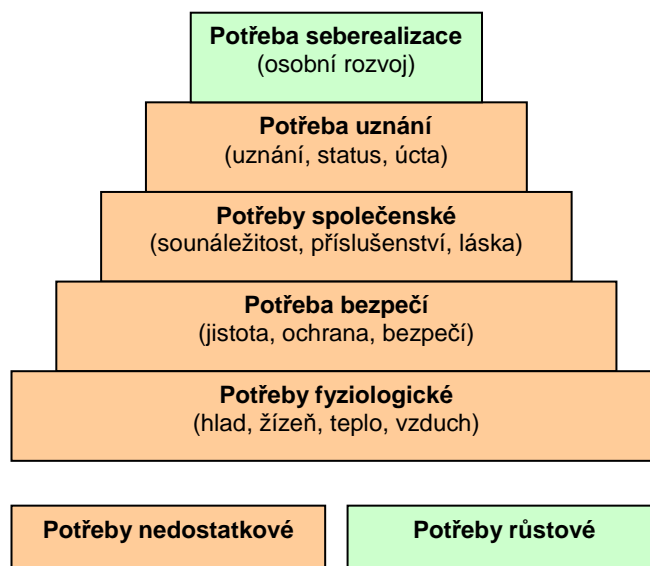 Potřeba seberealizace
(osobní rozvoj)
Potřeba uznání
(uznání, status, úcta)
Potřeby společenské
(sounáležitost, příslušenství, láska)
Potřeba bezpečí
(jistota, ochrana, bezpečí)
Potřeby fyziologické
(hlad, žízeň, teplo, vzduch)
Potřeby nedostatkové
Potřeby růstové